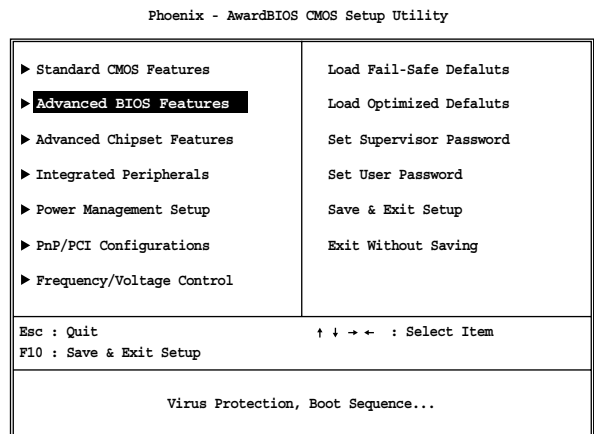 Phoenix - AwardBIOS CMOS Setup Utility
▶ Standard CMOS Features
▶ Advanced BIOS Features
▶ Advanced Chipset Features
▶ Integrated Peripherals
▶ Power Management Setup
▶ PnP/PCI Configurations
▶ Frequency/Voltage Control
Load Fail-Safe Defaluts
Load Optimized Defaluts
Set Supervisor Password
Set User Password
Save & Exit Setup
Exit Without Saving
Esc : Quit
F10 : Save & Exit Setup
↑ ↓ → ← : Select Item
Virus Protection, Boot Sequence...